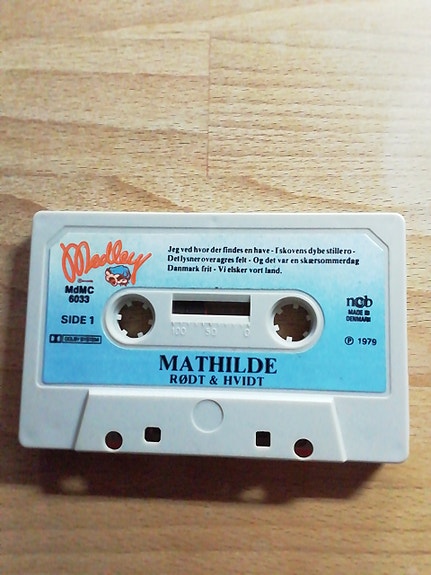 Medley
MdMC
6033
SIDE 1
DOLBY SYSTEM
Jeg ved hvor der findes en have - I skovens dybe stille ro -
Det lysner over agres felt - Og det var en skærsommerdag
Danmark frit - Vi elsker vort land.
ncb
MADE IN
DENMARK
℗ 1979
100 50 0
MATHILDE
RØDT & HVIDT